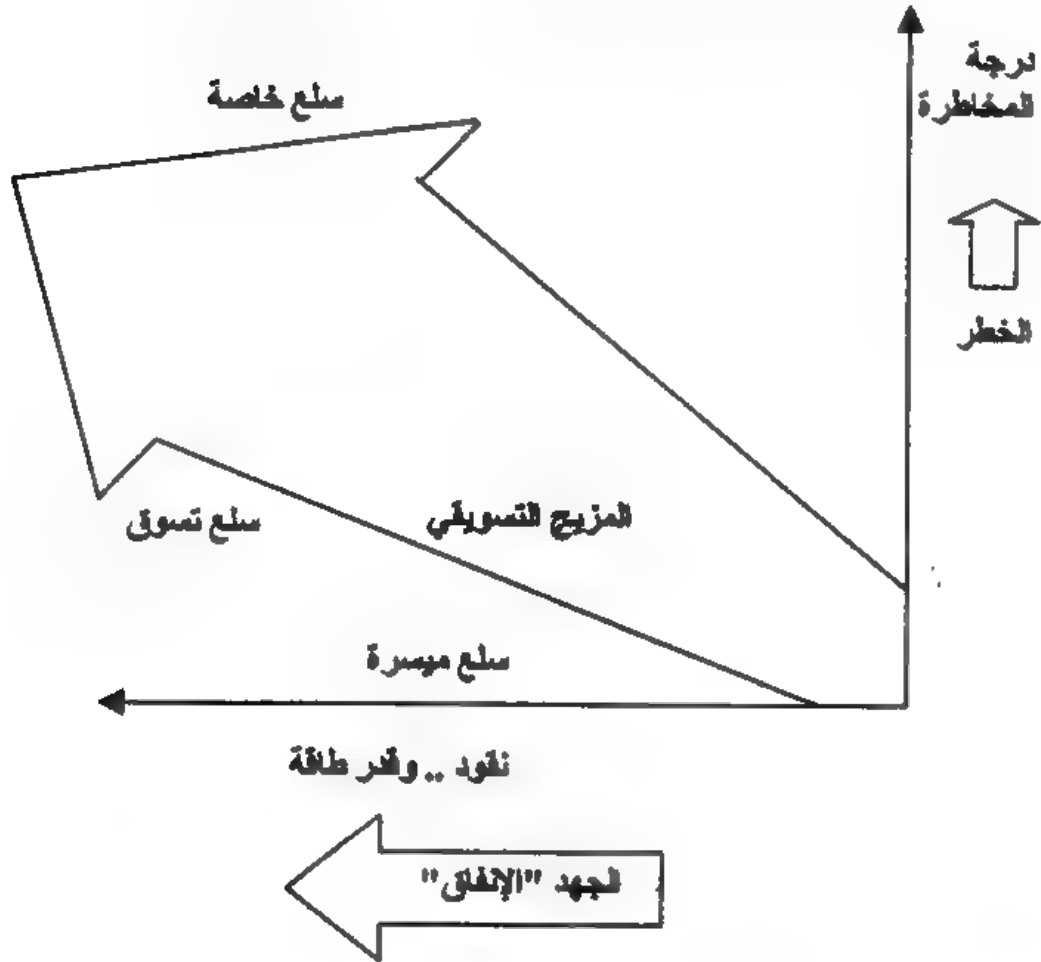 درجة
المخاطرة
سلع خاصة
الخطر
المزيج التسويقي
سلع تسوق
سلع ميسرة
نقود .. وقدر طاقة
الجهد "الإنفاق"